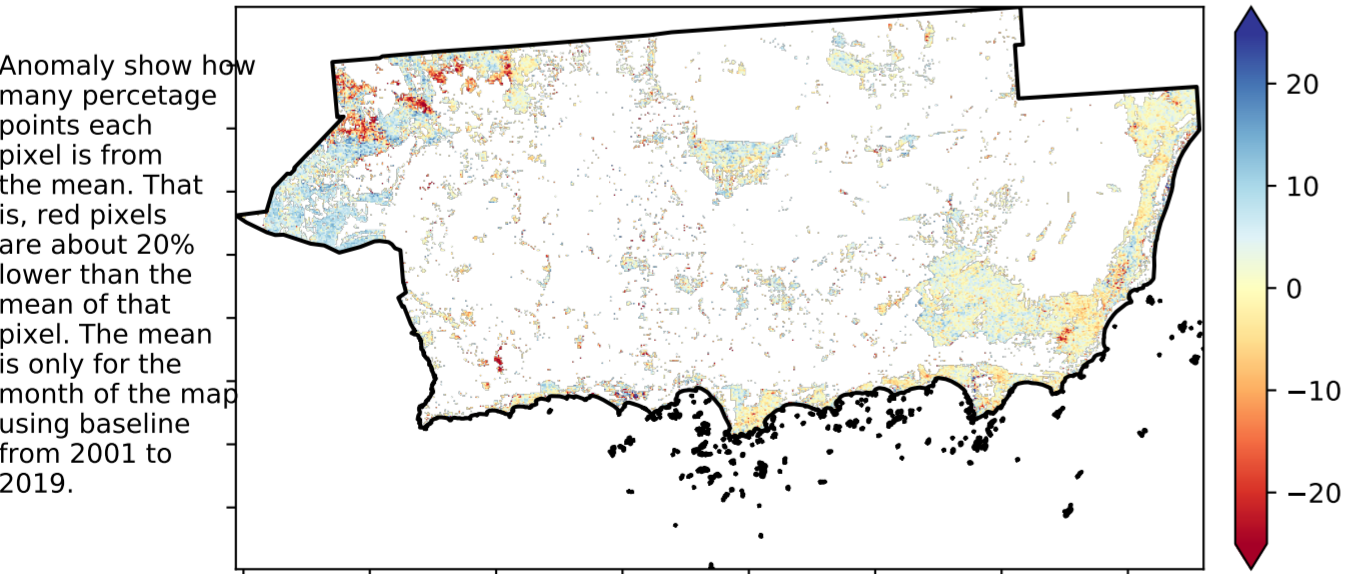 Anomaly show how
many percetage
points each
pixel is from
the mean. That
is, red pixels
are about 20%
lower than the
mean of that
pixel. The mean
is only for the
month of the map
using baseline
from 2001 to
2019.
20
10
0
−10
−20